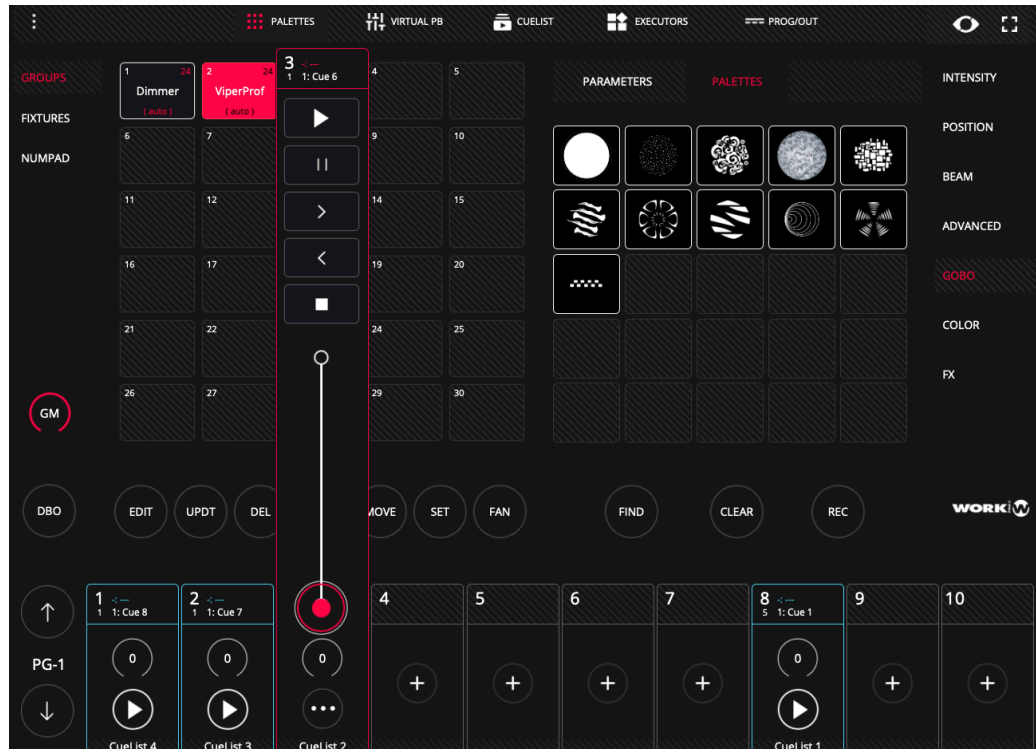 PALETTES
VIRTUAL PB
CUELIST
EXECUTORS
PROG/OUT
GROUPS
FIXTURES
NUMPAD
1 24
Dimmer
( auto )
2 24
ViperProf
( auto )
3 -:---
1 1: Cue 6
4
5
6
7
9
10
11
12
14
15
16
17
19
20
21
22
24
25
26
27
29
30
PARAMETERS
PALETTES
INTENSITY
POSITION
BEAM
ADVANCED
GOBO
COLOR
FX
GM
DBO
EDIT
UPDT
DEL
MOVE
SET
FAN
FIND
CLEAR
REC
WORK
PG-1
1 -:---
1 1: Cue 8
0
CueList 4
2 -:---
1 1: Cue 7
0
CueList 3
0
CueList 2
4
5
6
7
8 -:---
5 1: Cue 1
0
CueList 1
9
10